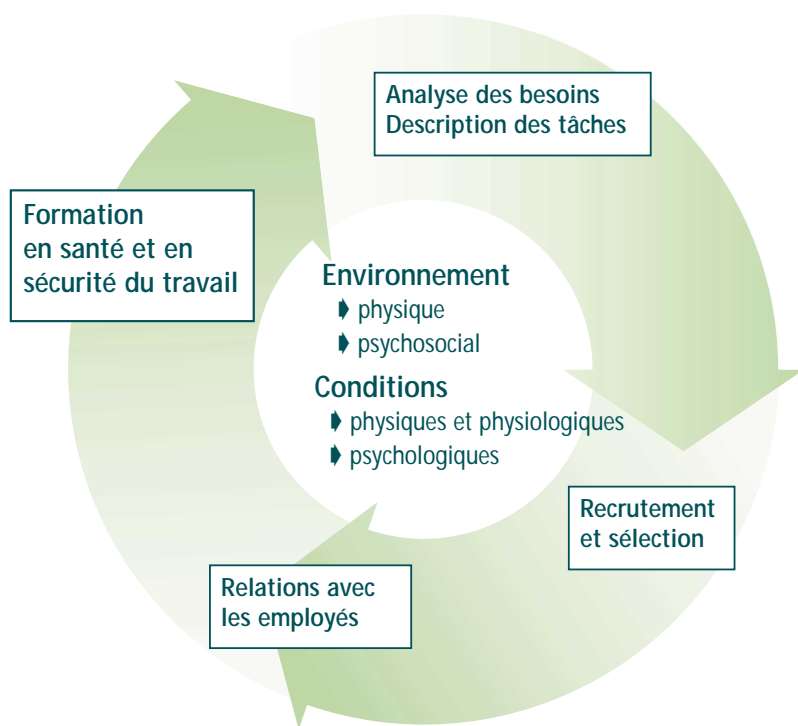 Analyse des besoins
Description des tâches
Formation
en santé et en
sécurité du travail
Environnement
physique
psychosocial
Conditions
physiques et physiologiques
psychologiques
Recrutement
et sélection
Relations avec
les employés